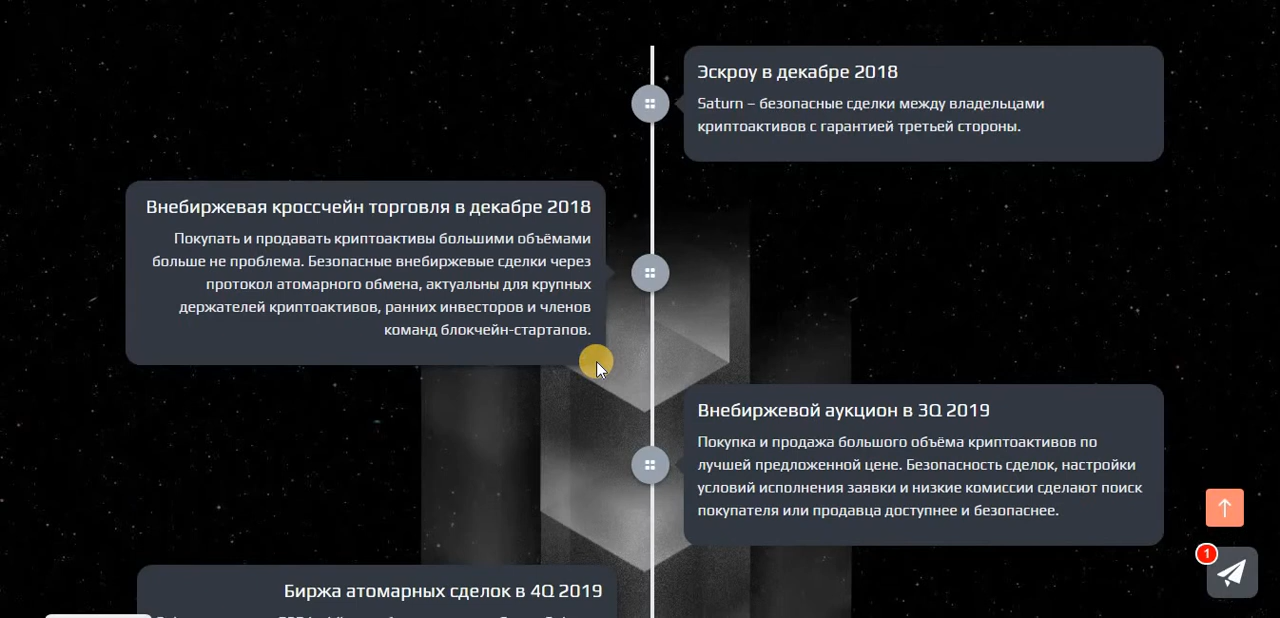 Эскроу в декабре 2018
Saturn – безопасные сделки между владельцами
криптоактивов с гарантией третьей стороны.
Внебиржевая кроссчейн торговля в декабре 2018
Покупать и продавать криптоактивы большими объёмами
больше не проблема. Безопасные внебиржевые сделки через
протокол атомарного обмена, актуальны для крупных
держателей криптоактивов, ранних инвесторов и членов
команд блокчейн-стартапов.
Внебиржевой аукцион в 3Q 2019
Покупка и продажа большого объёма криптоактивов по
лучшей предложенной цене. Безопасность сделок, настройки
условий исполнения заявки и низкие комиссии сделают поиск
покупателя или продавца доступнее и безопаснее.
1
Биржа атомарных сделок в 4Q 2019